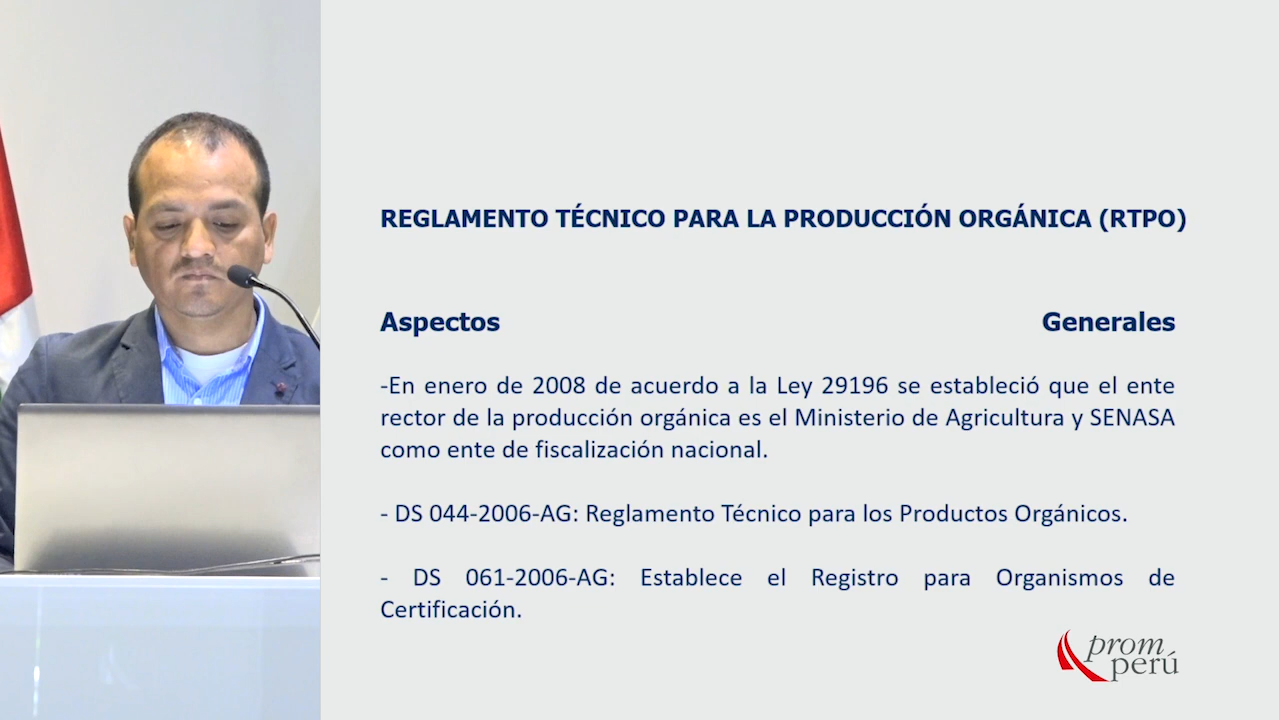 REGLAMENTO TÉCNICO PARA LA PRODUCCIÓN ORGÁNICA (RTPO)
Aspectos Generales
-En enero de 2008 de acuerdo a la Ley 29196 se estableció que el ente
rector de la producción orgánica es el Ministerio de Agricultura y SENASA
como ente de fiscalización nacional.
- DS 044-2006-AG: Reglamento Técnico para los Productos Orgánicos.
- DS 061-2006-AG: Establece el Registro para Organismos de
Certificación.
prom
perú